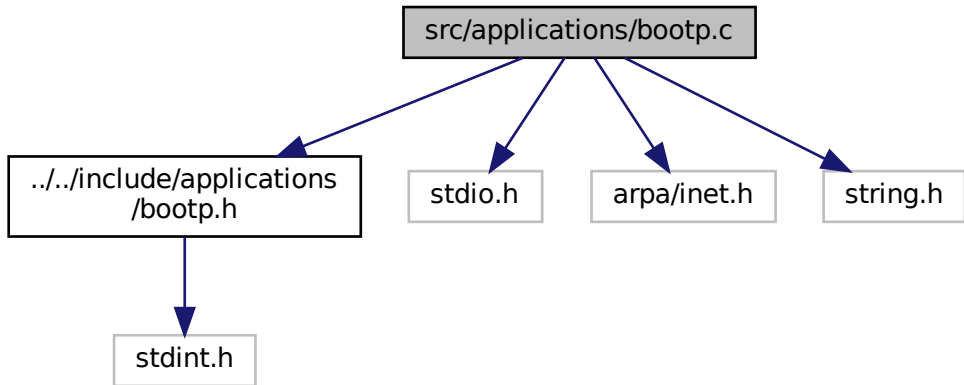 src/applications/bootp.c
../../include/applications
/bootp.h
stdio.h
arpa/inet.h
string.h
stdint.h